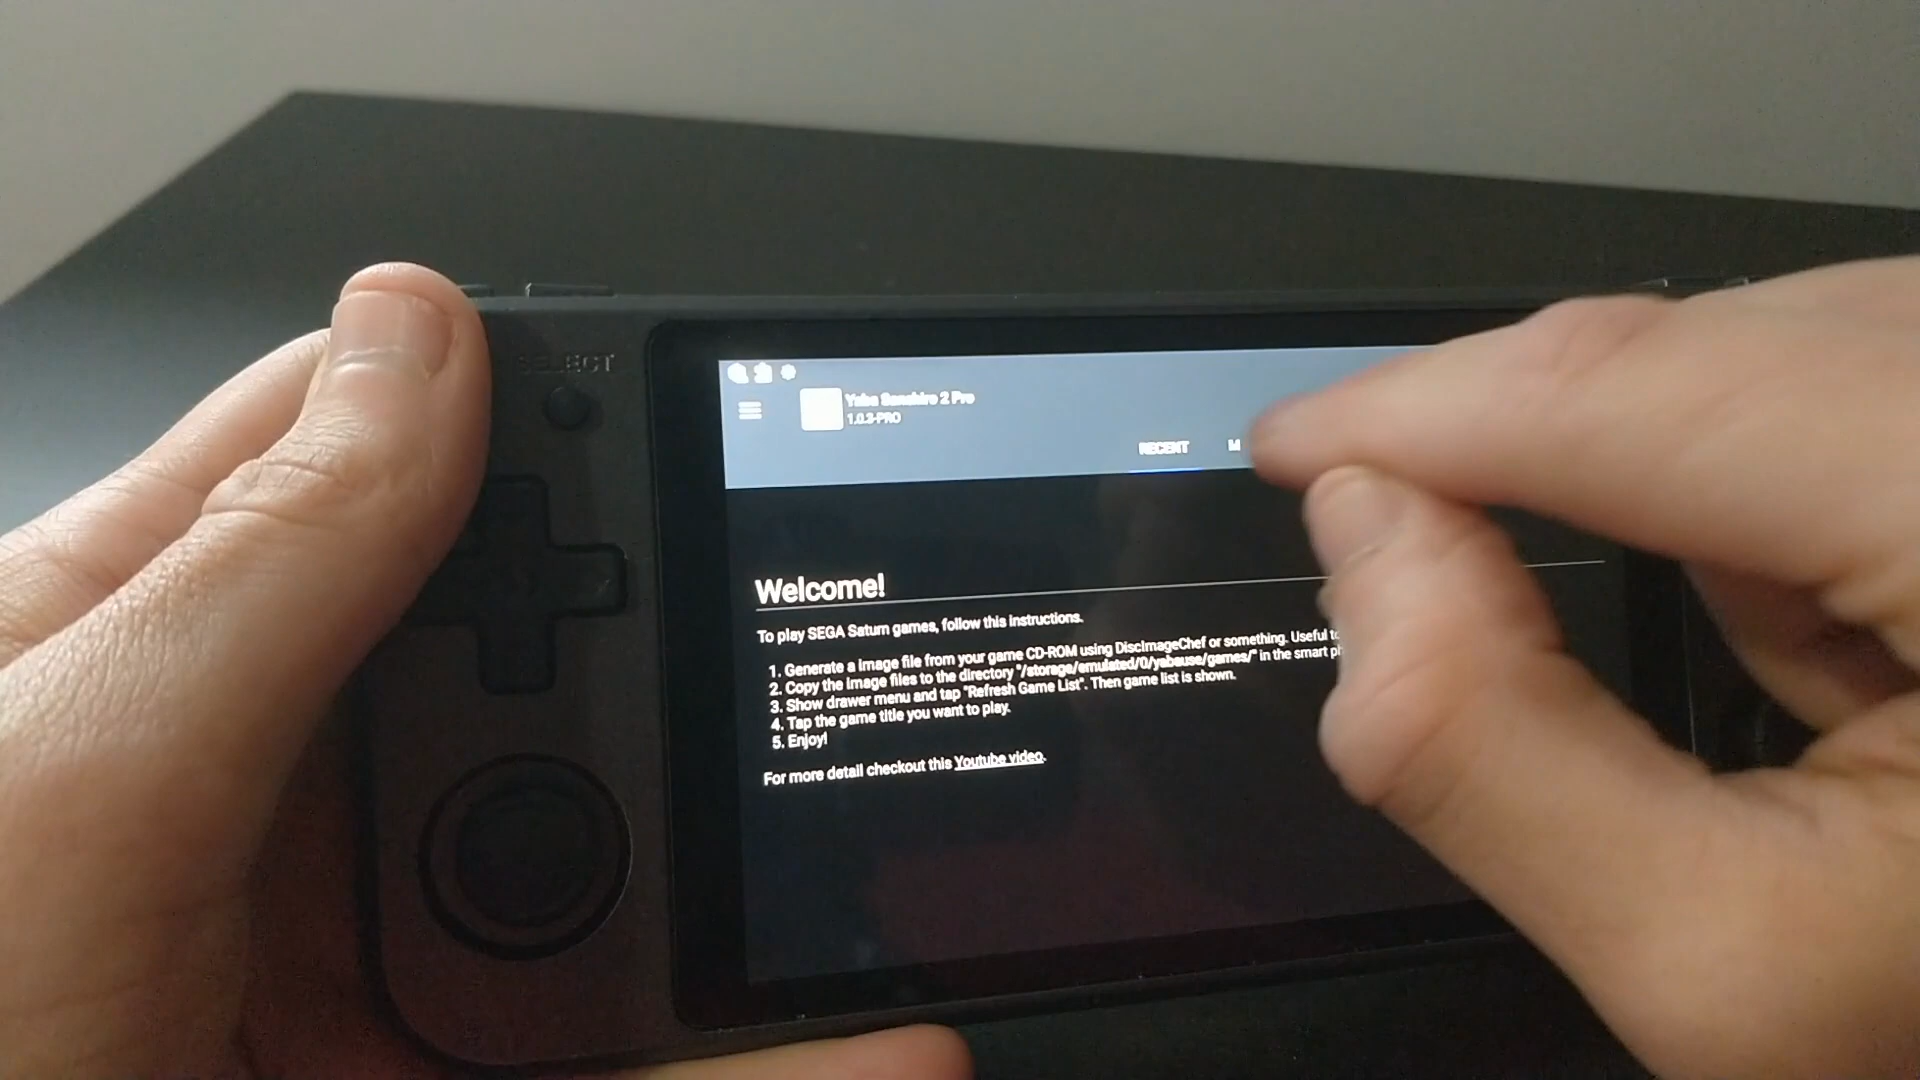 SELECT
Yaba Sanshiro 2 Pro
1.0.3-PRO
RECENT M
Welcome!
To play SEGA Saturn games, follow this instructions.
1. Generate a image file from your game CD-ROM using DiscImageChef or something. Useful to
2. Copy the image files to the directory "/storage/emulated/0/yabause/games/" in the smart ph
3. Show drawer menu and tap "Refresh Game List". Then game list is shown.
4. Tap the game title you want to play.
5. Enjoy!
For more detail checkout this Youtube video.